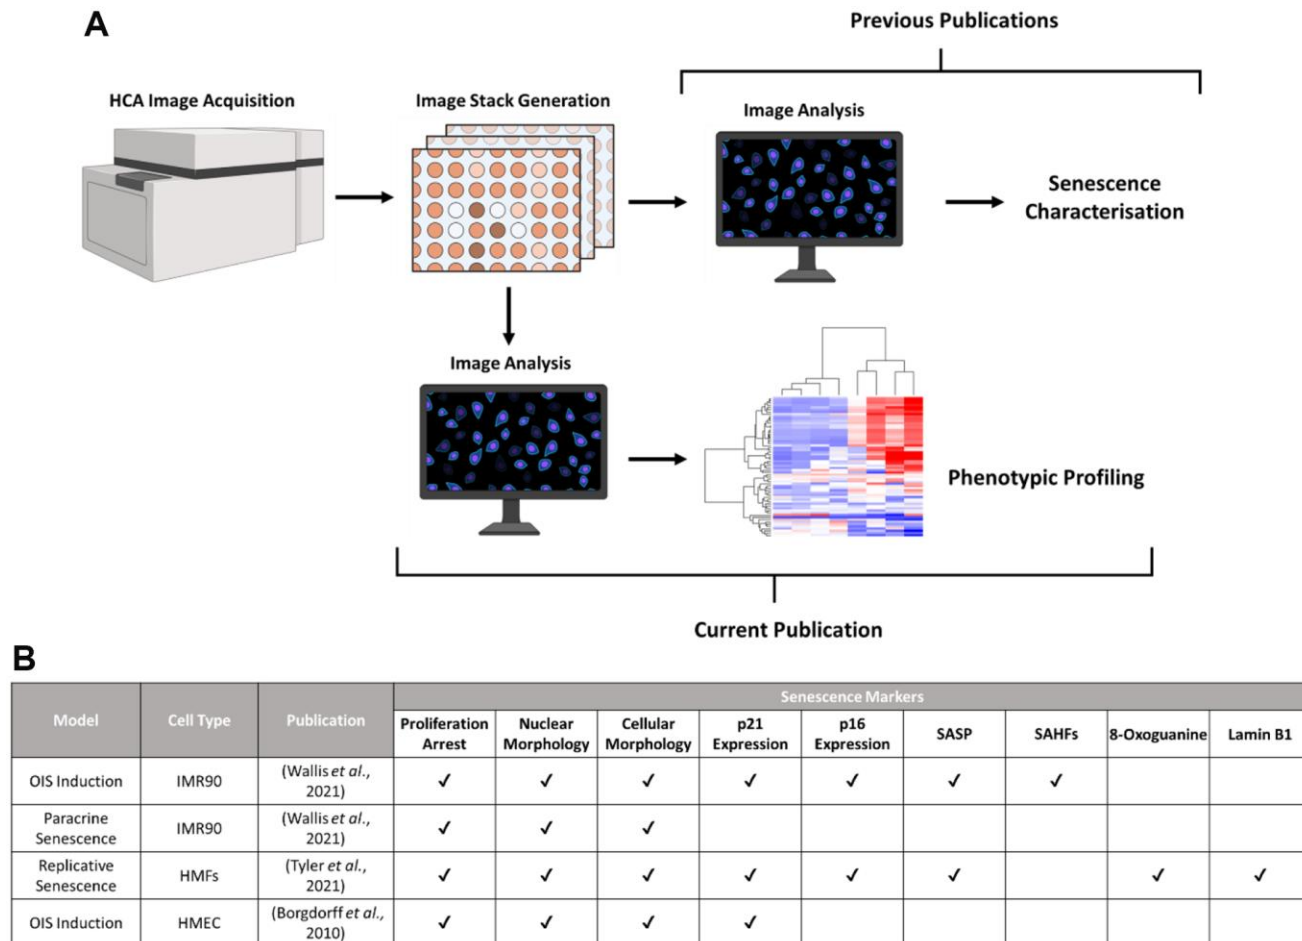 A
Previous Publications
HCA Image Acquisition
Image Stack Generation
Image Analysis
Senescence
Characterisation
Image Analysis
Phenotypic Profiling
Current Publication
B
Model
Cell Type
Publication
Senescence Markers
Proliferation
Arrest
Nuclear
Morphology
Cellular
Morphology
p21
Expression
p16
Expression
SASP
SAHFs
8-Oxoguanine
Lamin B1
OIS Induction
IMR90
(Wallis et al.,
2021)
✓ ✓ ✓ ✓ ✓ ✓ ✓
Paracrine
Senescence
IMR90
(Wallis et al.,
2021)
✓ ✓ ✓
Replicative
Senescence
HMFs
(Tyler et al.,
2021)
✓ ✓ ✓ ✓ ✓ ✓ ✓ ✓
OIS Induction
HMEC
(Borgdorff et al.,
2010)
✓ ✓ ✓ ✓